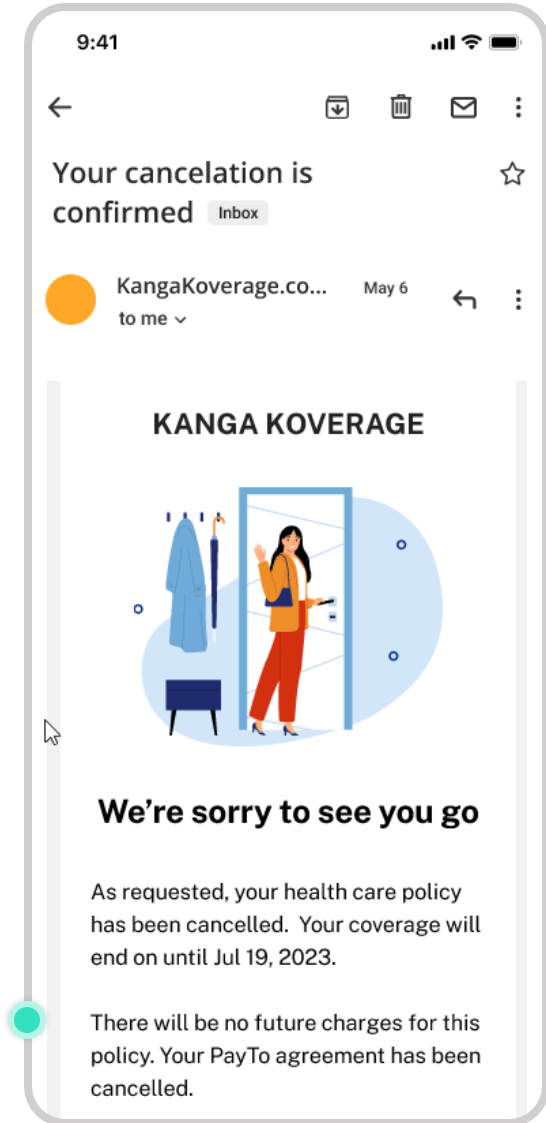 9:41
Your cancelation is
confirmed Inbox
KangaKoverage.co... May 6
to me
KANGA KOVERAGE
We’re sorry to see you go
As requested, your health care policy
has been cancelled.  Your coverage will
end on until Jul 19, 2023.
There will be no future charges for this
policy. Your PayTo agreement has been
cancelled.